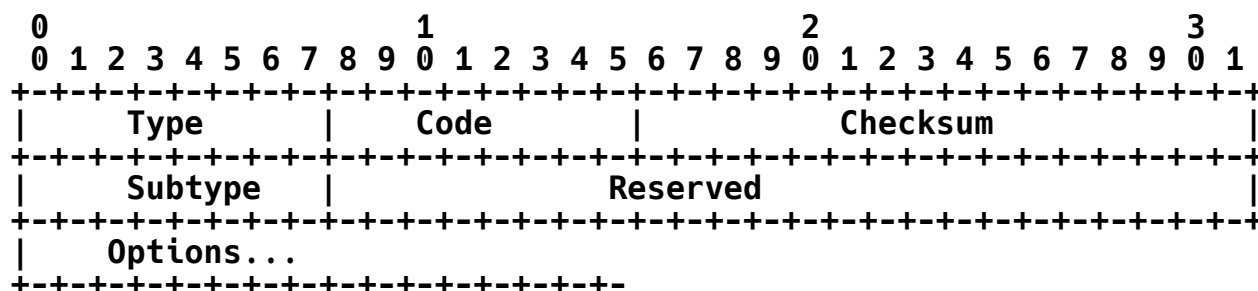 0                   1                   2                   3
 0 1 2 3 4 5 6 7 8 9 0 1 2 3 4 5 6 7 8 9 0 1 2 3 4 5 6 7 8 9 0 1
+-+-+-+-+-+-+-+-+-+-+-+-+-+-+-+-+-+-+-+-+-+-+-+-+-+-+-+-+-+-+-+-+
|     Type      |    Code       |          Checksum             |
+-+-+-+-+-+-+-+-+-+-+-+-+-+-+-+-+-+-+-+-+-+-+-+-+-+-+-+-+-+-+-+-+
|     Subtype   |              Reserved                         |
+-+-+-+-+-+-+-+-+-+-+-+-+-+-+-+-+-+-+-+-+-+-+-+-+-+-+-+-+-+-+-+-+
|    Options...
+-+-+-+-+-+-+-+-+-+-+-+-+-+-+-+-